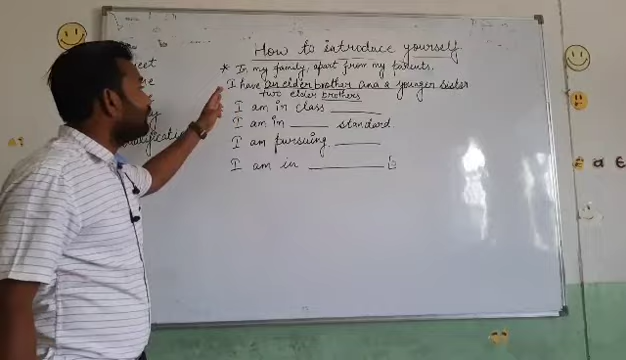 How to introduce yourself.
* In my family, apart from my parents.
I have an elder brother and a younger sister
two elder brothers
I am in class
I am in standard
I am pursuing
I am in